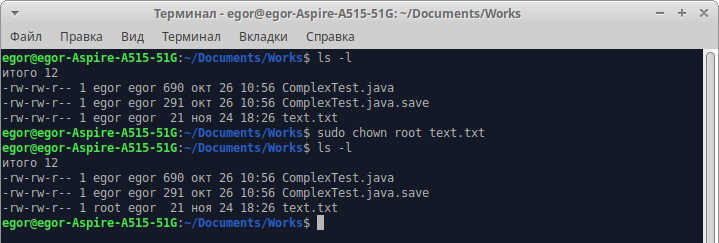 Терминал - egor@egor-Aspire-A515-51G: ~/Documents/Works
Файл Правка Вид Терминал Вкладки Справка
egor@egor-Aspire-A515-51G:~/Documents/Works$ ls -l
итого 12
-rw-rw-r-- 1 egor egor 690 окт 26 10:56 ComplexTest.java
-rw-rw-r-- 1 egor egor 291 окт 26 10:56 ComplexTest.java.save
-rw-rw-r-- 1 egor egor  21 ноя 24 18:26 text.txt
egor@egor-Aspire-A515-51G:~/Documents/Works$ sudo chown root text.txt
egor@egor-Aspire-A515-51G:~/Documents/Works$ ls -l
итого 12
-rw-rw-r-- 1 egor egor 690 окт 26 10:56 ComplexTest.java
-rw-rw-r-- 1 egor egor 291 окт 26 10:56 ComplexTest.java.save
-rw-rw-r-- 1 root egor  21 ноя 24 18:26 text.txt
egor@egor-Aspire-A515-51G:~/Documents/Works$